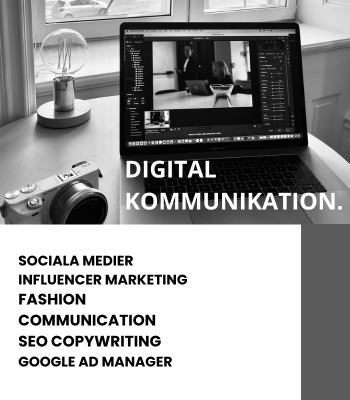 DIGITAL
KOMMUNIKATION.
SOCIALA MEDIER
INFLUENCER MARKETING
FASHION
COMMUNICATION
SEO COPYWRITING
GOOGLE AD MANAGER